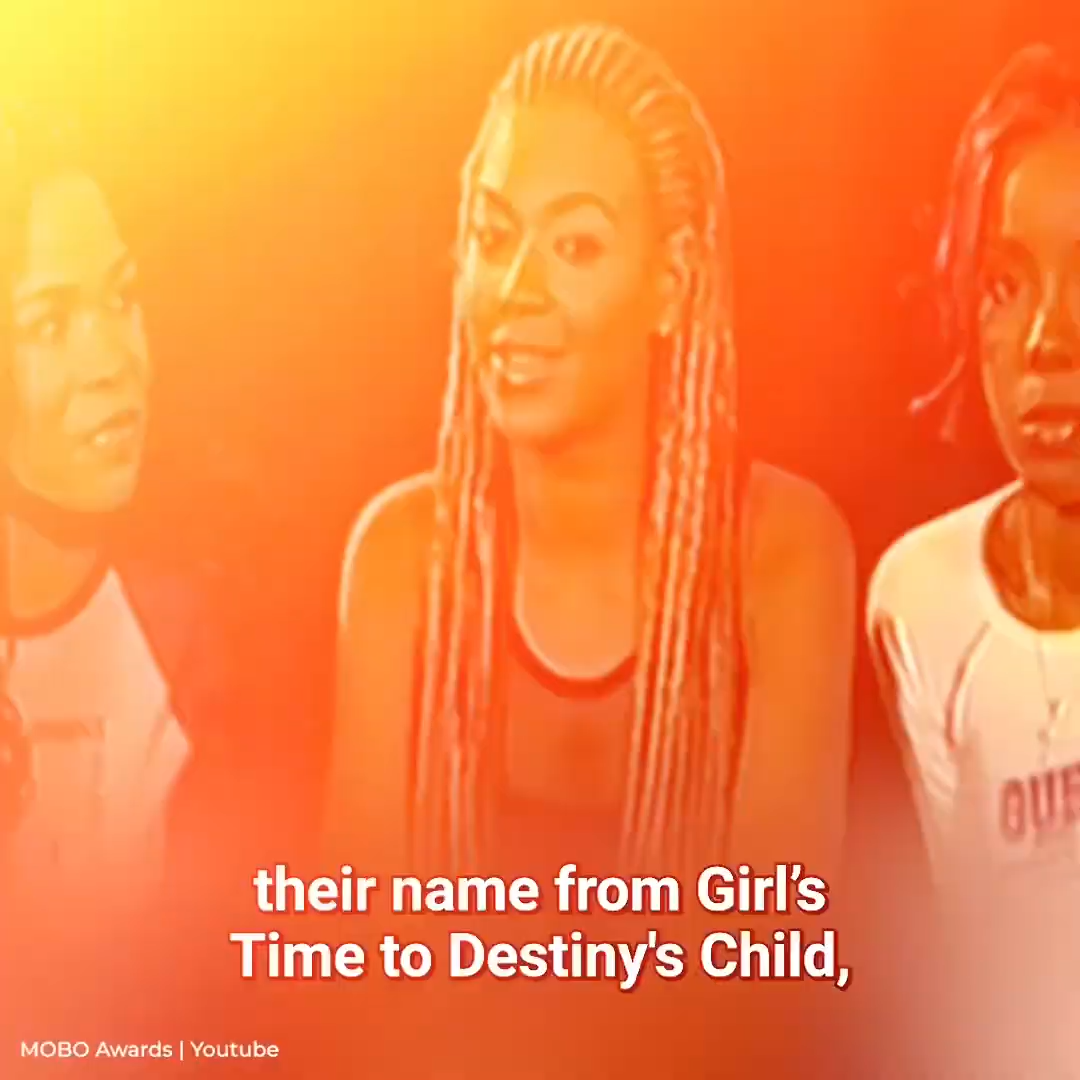 their name from Girl’s
Time to Destiny's Child,
MOBO Awards | Youtube